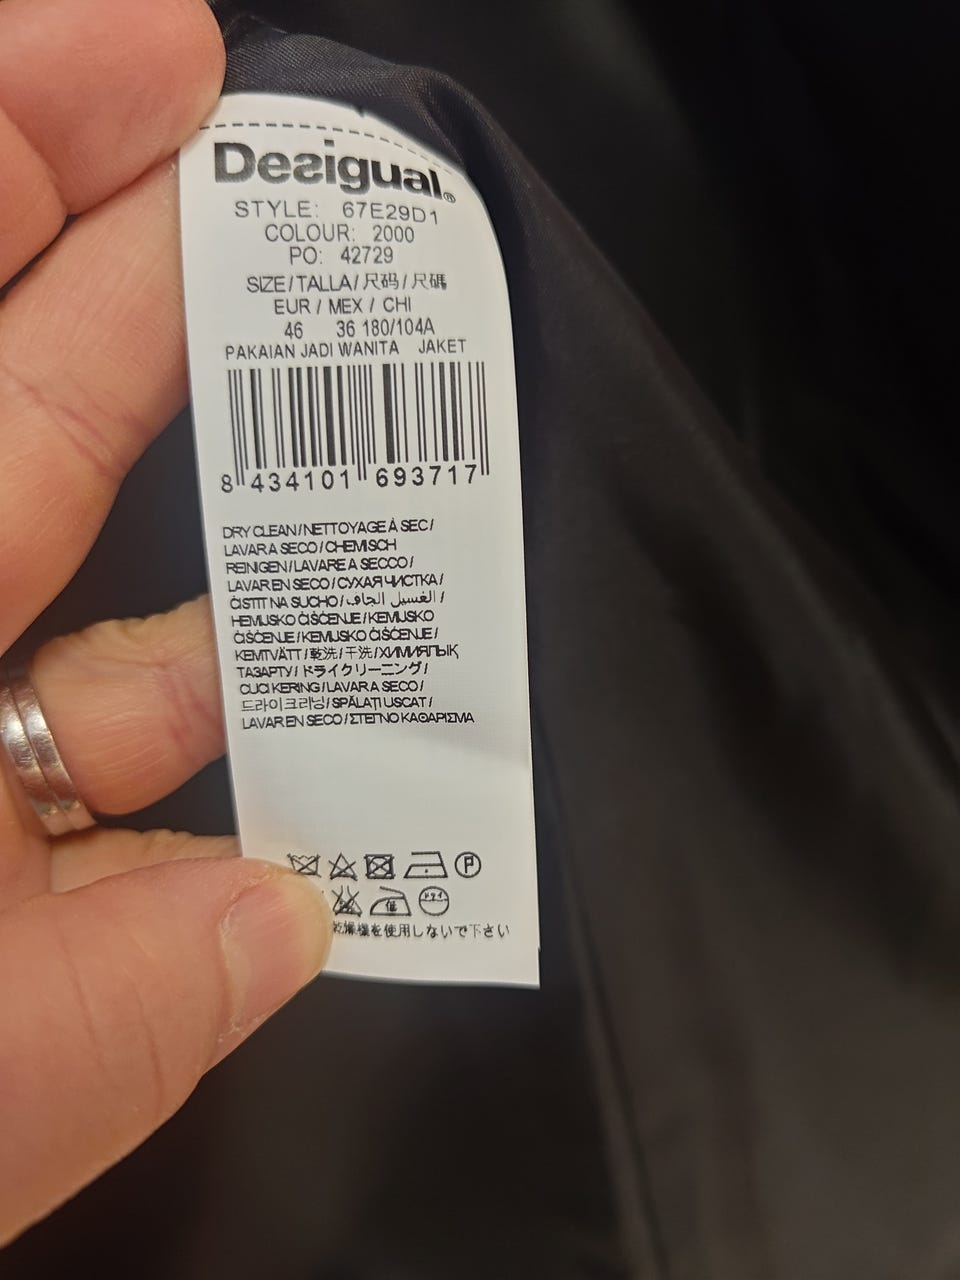 Desigual®
STYLE: 67E29D1
COLOUR: 2000
PO: 42729
SIZE/TALLA/尺码/尺碼
EUR / MEX / CHI
46 36 180/104A
PAKAIAN JADI WANITA JAKET
8 434101 693717
DRY CLEAN/NETTOYAGE À SEC/
LAVAR A SECO/CHEMISCH
REINIGEN/LAVARE A SECCO/
LAVAR EN SECO/СУХАЯ ЧИСТКА/
ČISTIT NA SUCHO/الغسيل الجاف/
HEMIJSKO ČIŠĆENJE/KEMIJSKO
ČIŠĆENJE/KEMIJSKO ČIŠĆENJE/
KEMTVÄTT/乾洗/干洗/ХИМИЯЛЫҚ
ТАЗАРТУ/ドライクリーニング/
CUCI KERING/LAVAR A SECO/
드라이크리닝/SPĂLAȚI USCAT/
LAVAR EN SECO/ΣΤΕΓΝΟ ΚΑΘΑΡΙΣΜΑ
P
低 ドライ
乾燥機を使用しないで下さい